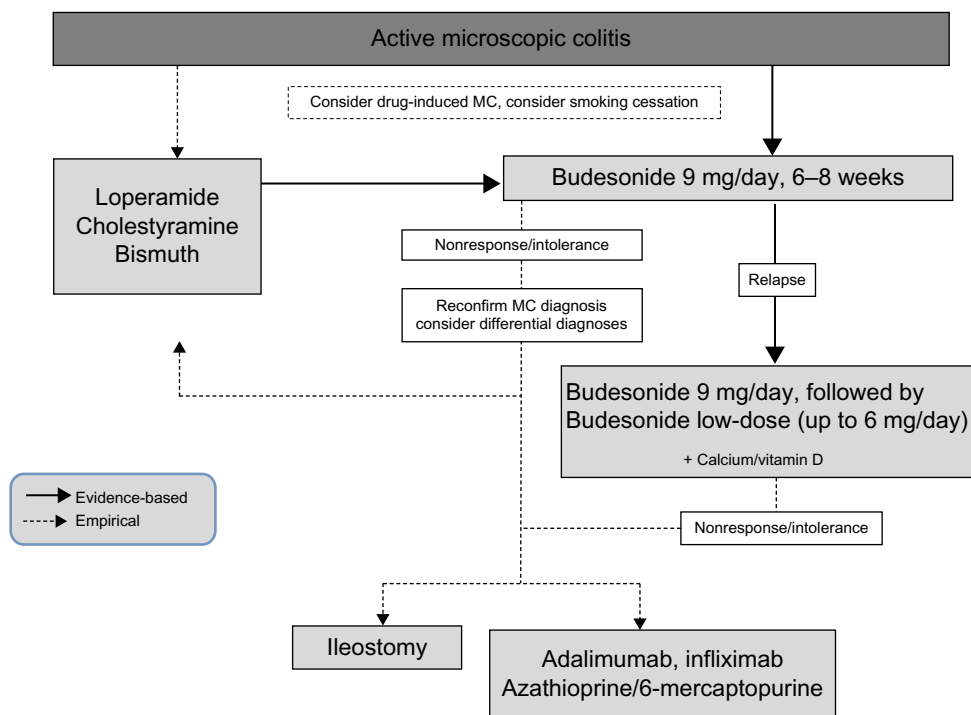 Active microscopic colitis
Consider drug-induced MC, consider smoking cessation
Loperamide
Cholestyramine
Bismuth
Budesonide 9 mg/day, 6–8 weeks
Nonresponse/intolerance
Relapse
Reconfirm MC diagnosis
consider differential diagnoses
Budesonide 9 mg/day, followed by
Budesonide low-dose (up to 6 mg/day)
+ Calcium/vitamin D
Evidence-based
Empirical
Nonresponse/intolerance
Ileostomy
Adalimumab, infliximab
Azathioprine/6-mercaptopurine